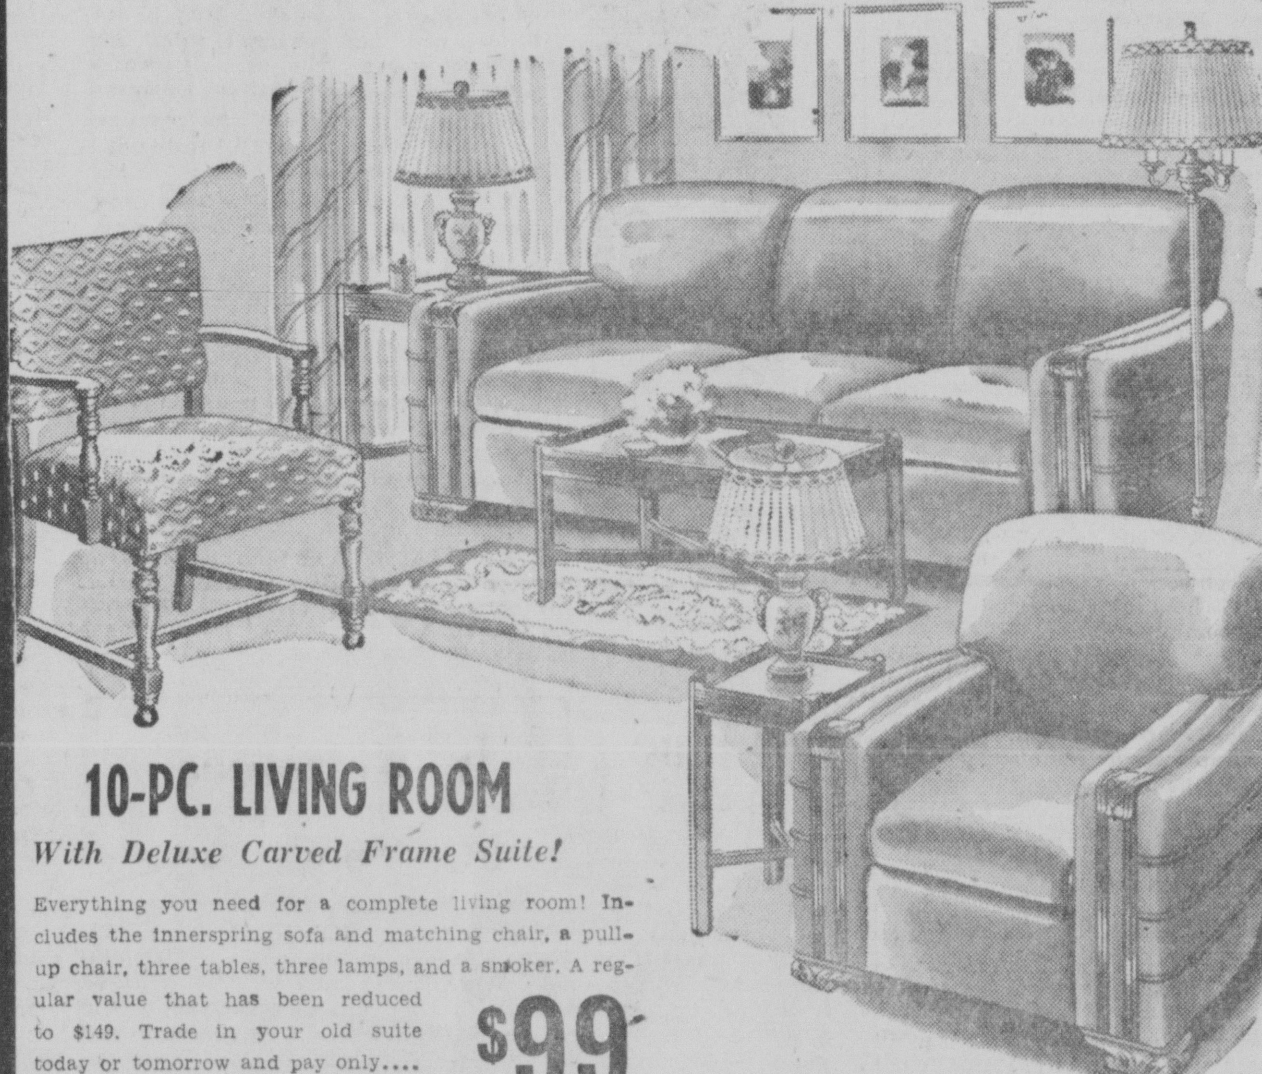 10-PC. LIVING ROOM
With Deluxe Carved Frame Suite!
Everything you need for a complete living room! In-
cludes the innerspring sofa and matching chair, a pull-
up chair, three tables, three lamps, and a smoker. A reg-
ular value that has been reduced
to $149. Trade in your old suite
today or tomorrow and pay only....
$99